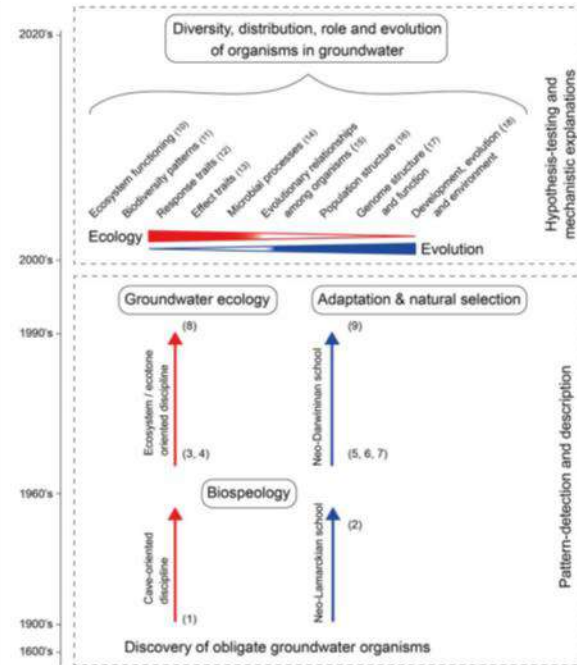 2020's
Diversity, distribution, role and evolution
of organisms in groundwater
Ecosystem functioning (10)
Biodiversity patterns (11)
Response traits (12)
Effect traits (13)
Microbial processes (14)
Evolutionary relationships
among organisms (15)
Population structure (16)
Genome structure (17)
and function
Development, evolution (18)
and environment
Hypothesis-testing and
mechanistic explanations
Ecology
Evolution
2000's
Groundwater ecology
Adaptation & natural selection
1990's
(8)
(9)
Ecosystem / ecotone
oriented discipline
Neo-Darwininan school
(3, 4)
(5, 6, 7)
Pattern-detection and description
1960's
Biospeology
Cave-oriented
discipline
Neo-Lamarckian school
(2)
(1)
1900's
1600's
Discovery of obligate groundwater organisms